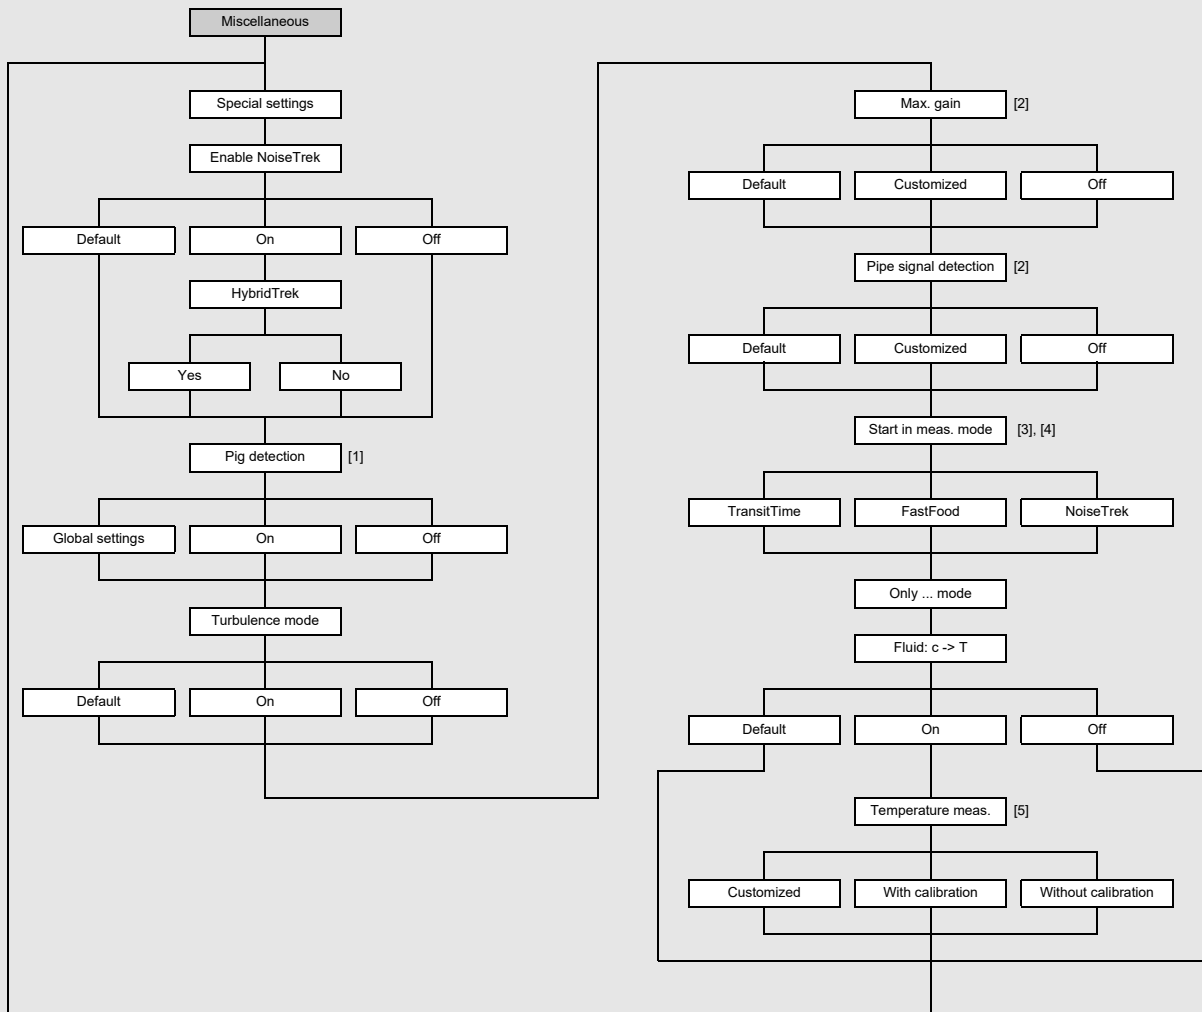 Miscellaneous
Special settings
Enable NoiseTrek
Default
On
Off
HybridTrek
Yes
No
Pig detection
[1]
Global settings
On
Off
Turbulence mode
Default
On
Off
Max. gain
[2]
Default
Customized
Off
Pipe signal detection
[2]
Default
Customized
Off
Start in meas. mode
[3], [4]
TransitTime
FastFood
NoiseTrek
Only ... mode
Fluid: c -> T
Default
On
Off
Temperature meas.
[5]
Customized
With calibration
Without calibration